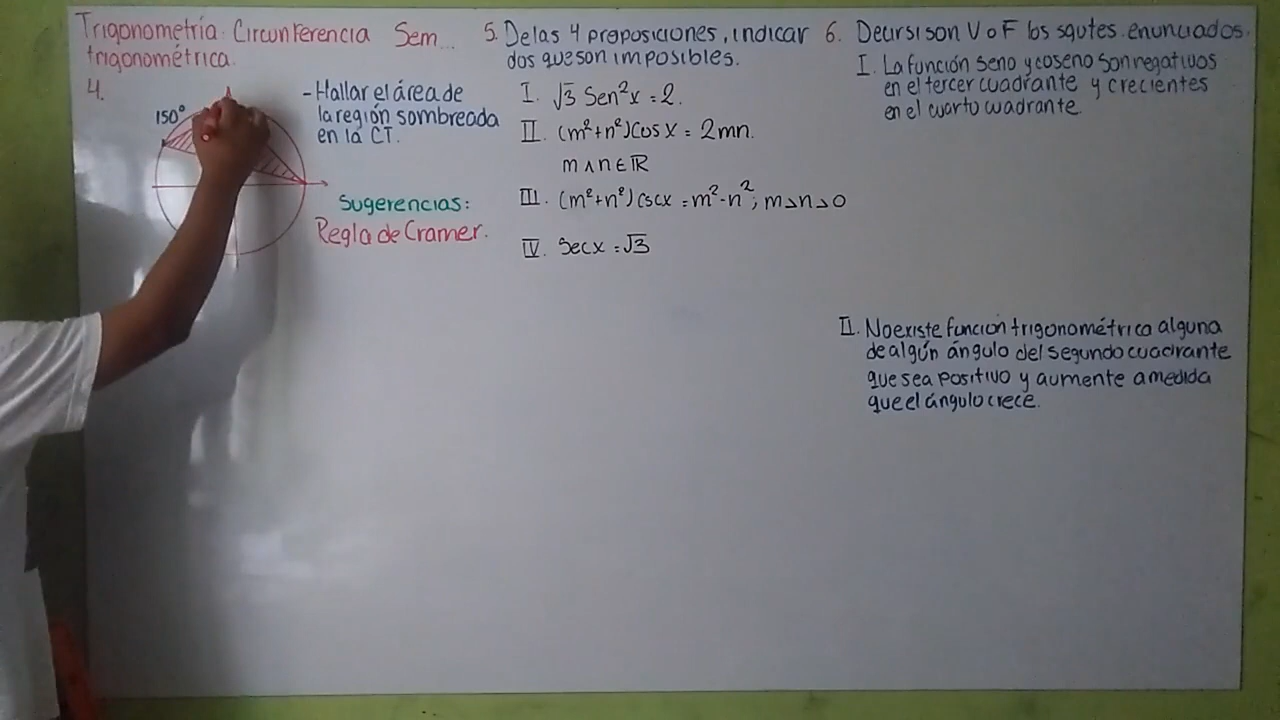 Trigonometría. Circunferencia Sem...
trigonométrica.
4.
150°
- Hallar el área de
la región sombreada
en la CT.
Sugerencias:
Regla de Cramer.
5. De las 4 proposiciones, indicar
dos que son imposibles.
I. √3 Sen²x = 2.
II. (m²+n²)Cos x = 2mn.
m ∧ n ∈ ℝ
III. (m²+n²)cscx = m²-n²; m>n>0
IV. Secx = √3
6. Decir si son V o F los sgutes. enunciados.
I. La función seno y coseno son negativos
en el tercer cuadrante y crecientes
en el cuarto cuadrante.
II. No existe función trigonométrica alguna
de algún ángulo del segundo cuadrante
que sea positivo y aumente a medida
que el ángulo crece.